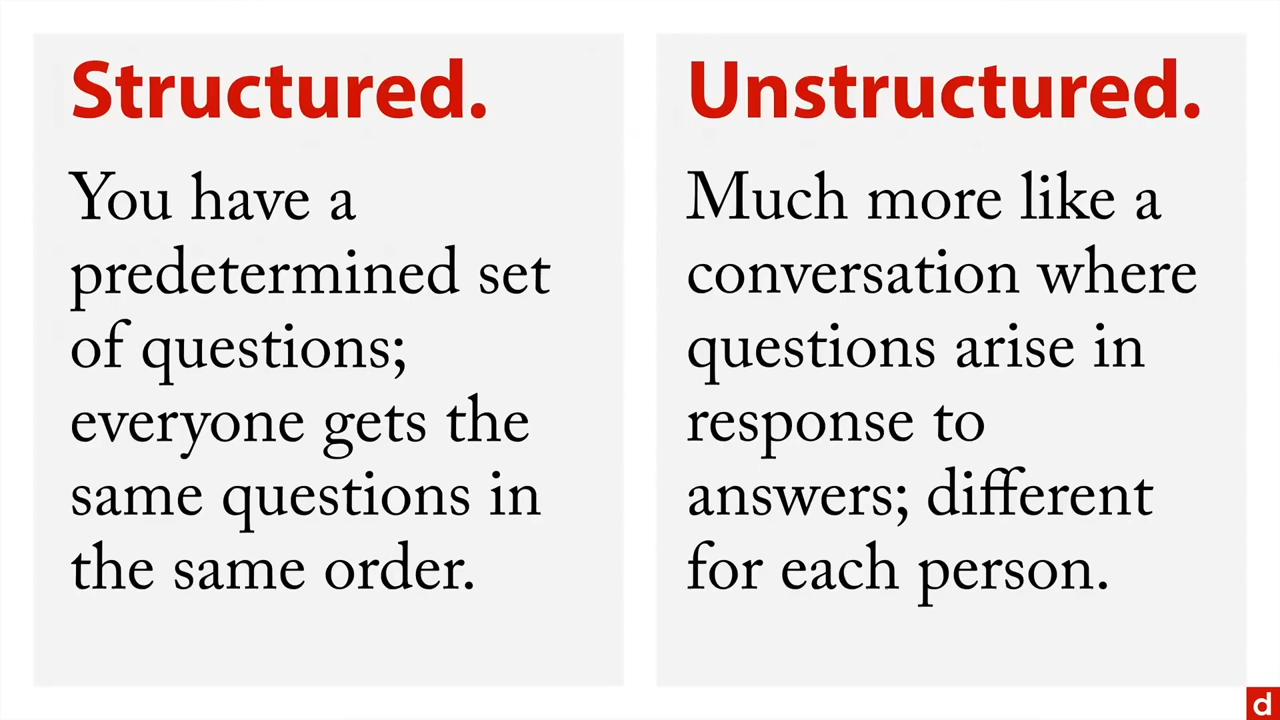 Structured.
You have a
predetermined set
of questions;
everyone gets the
same questions in
the same order.
Unstructured.
Much more like a
conversation where
questions arise in
response to
answers; different
for each person.
d